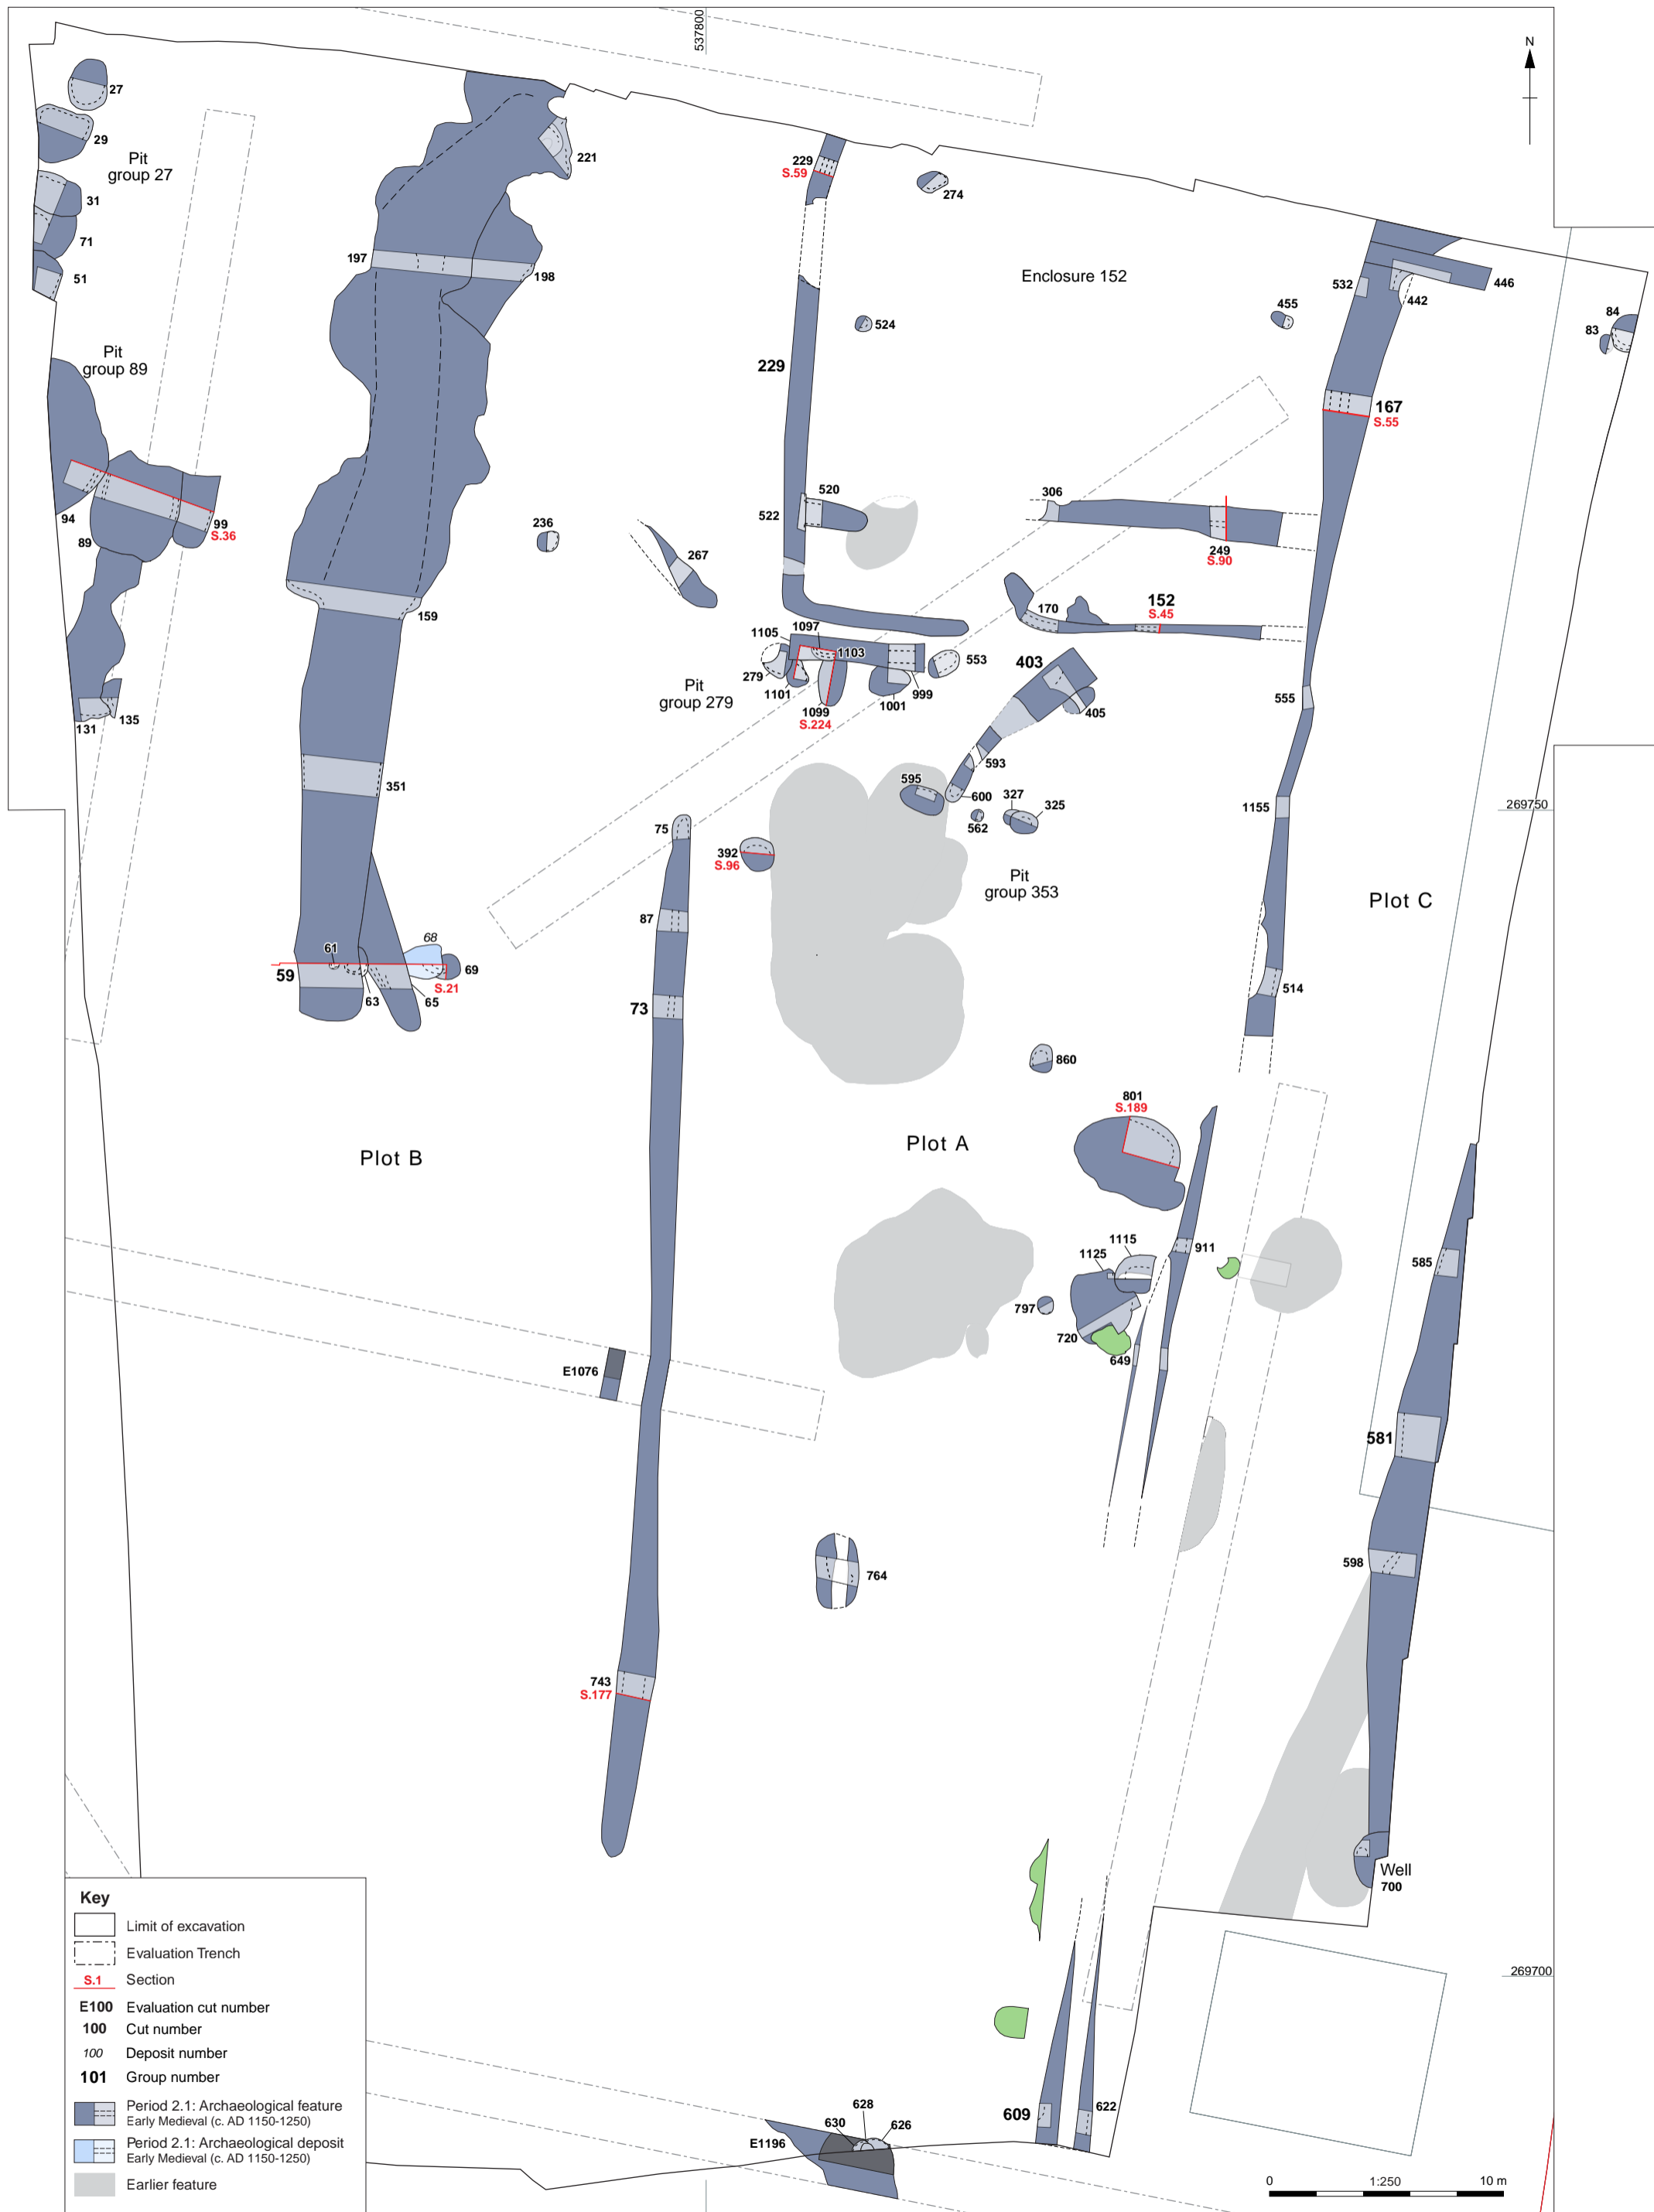 537800
N
27
29
Pit
group 27
31
71
51
221
197
198
229
S.59
274
Enclosure 152
532
442
446
455
84
83
524
229
Pit
group 89
167
S.55
94
89
99
S.36
131
135
159
236
267
520
522
306
249
S.90
170
152
S.45
1105
1097
1103
279
1101
1099
S.224
1001
999
553
Pit
group 279
403
405
555
593
595
600
562
327
325
1155
269750
351
75
392
S.96
Pit
group 353
Plot C
87
73
514
61
68
59
63
65
69
S.21
860
801
S.189
Plot B
Plot A
1125
1115
911
585
797
720
649
E1076
581
598
764
743
S.177
Well
700
269700
609
622
628
630
626
E1196
Key
Limit of excavation
Evaluation Trench
S.1 Section
E100 Evaluation cut number
100 Cut number
100 Deposit number
101 Group number
Period 2.1: Archaeological feature
Early Medieval (c. AD 1150-1250)
Period 2.1: Archaeological deposit
Early Medieval (c. AD 1150-1250)
Earlier feature
0 1:250 10 m